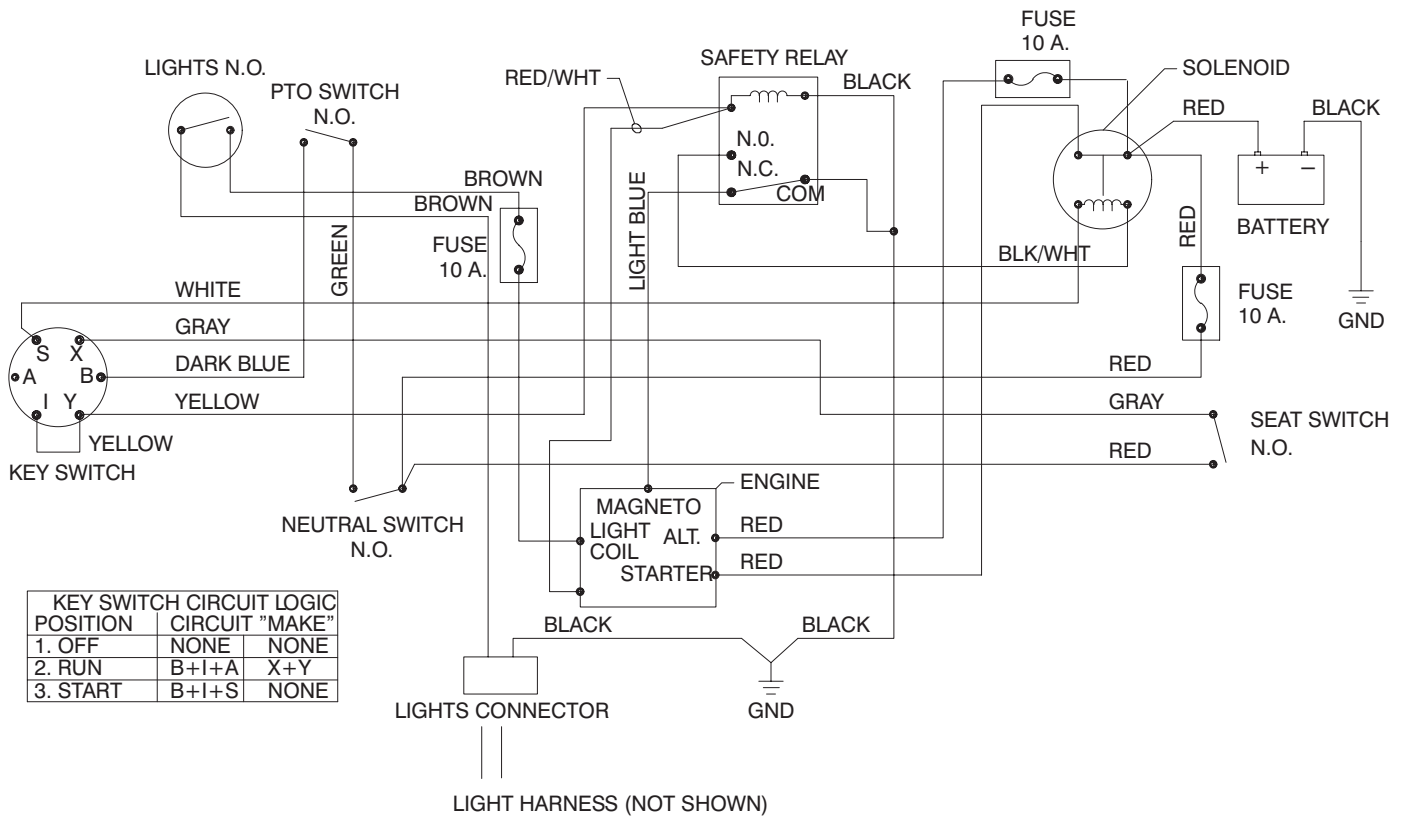 FUSE
10 A.
SAFETY RELAY
LIGHTS N.O.
RED/WHT
BLACK
SOLENOID
PTO SWITCH
N.O.
RED
BLACK
N.0.
N.C.
COM
+
−
BATTERY
BROWN
BROWN
FUSE
10 A.
LIGHT BLUE
GREEN
RED
BLK/WHT
FUSE
10 A.
GND
WHITE
GRAY
S X
A B
I Y
DARK BLUE
RED
YELLOW
GRAY
SEAT SWITCH
N.O.
YELLOW
KEY SWITCH
RED
ENGINE
NEUTRAL SWITCH
N.O.
MAGNETO
LIGHT
COIL
ALT.
RED
STARTER
RED
KEY SWITCH CIRCUIT LOGIC
POSITION CIRCUIT "MAKE"
1. OFF NONE NONE
2. RUN B+I+A X+Y
3. START B+I+S NONE
BLACK
BLACK
LIGHTS CONNECTOR
GND
LIGHT HARNESS (NOT SHOWN)